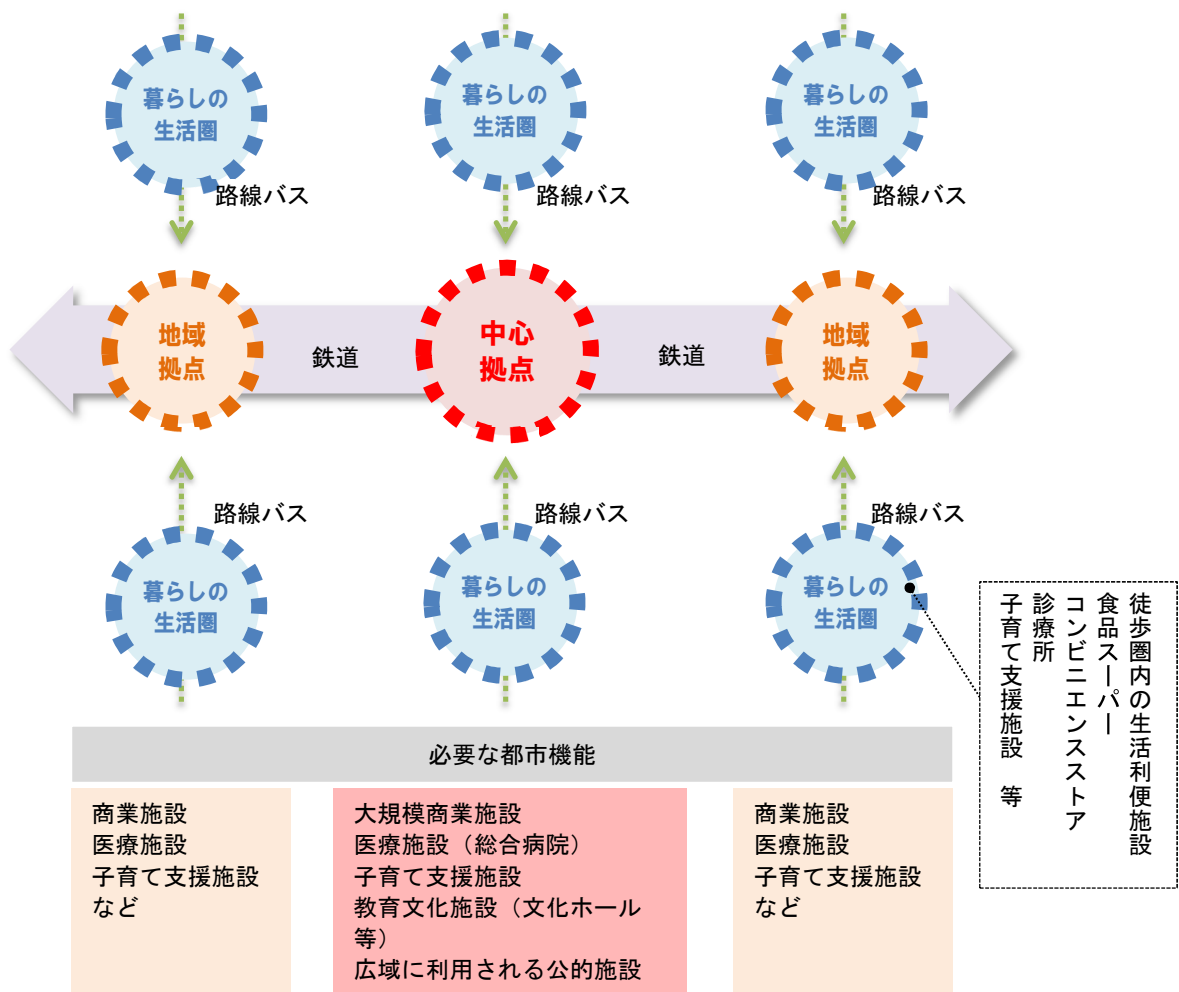 暮らしの
生活圏
暮らしの
生活圏
暮らしの
生活圏
路線バス
路線バス
路線バス
地域
拠点
鉄道
中心
拠点
鉄道
地域
拠点
路線バス
路線バス
路線バス
暮らしの
生活圏
暮らしの
生活圏
暮らしの
生活圏
徒歩圏内の生活利便施設
食品スーパー
コンビニエンスストア
診療所
子育て支援施設　等
必要な都市機能
商業施設
医療施設
子育て支援施設
など
大規模商業施設
医療施設（総合病院）
子育て支援施設
教育文化施設（文化ホール
等）
広域に利用される公的施設
商業施設
医療施設
子育て支援施設
など